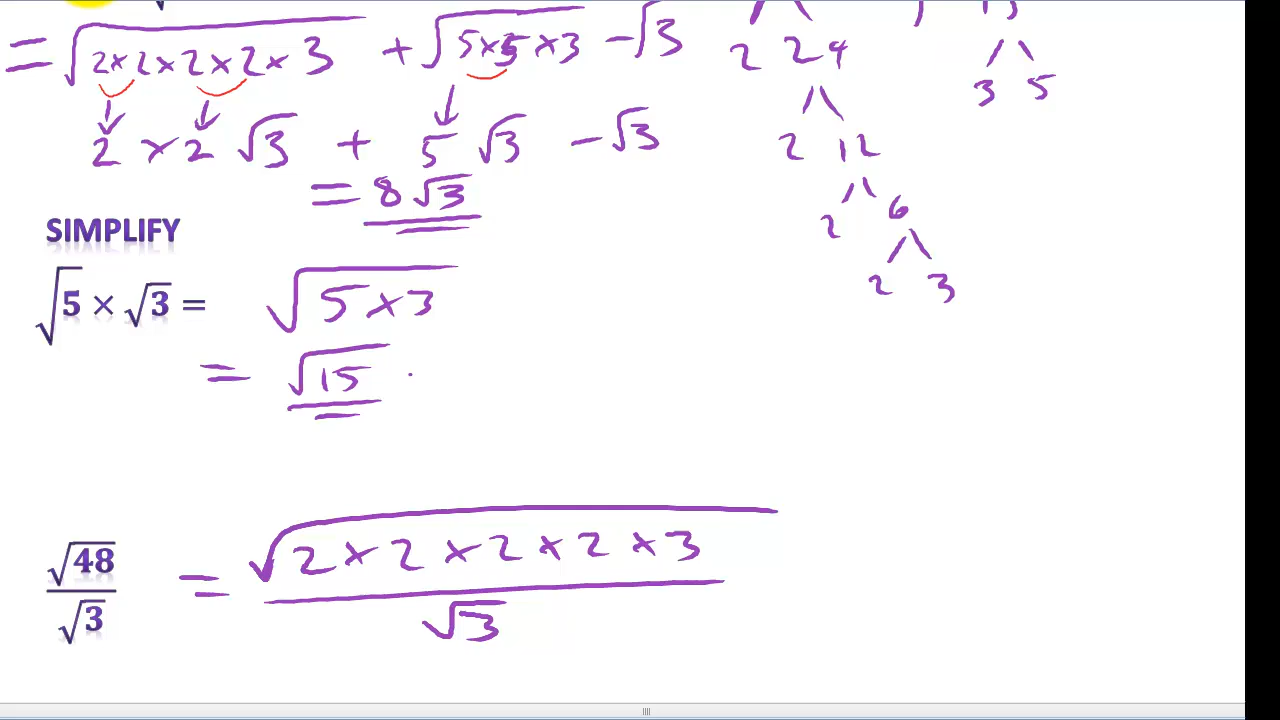 = √2×2×2×2×3 + √5×5×3 - √3
2 × 2 √3 + 5 √3 - √3
= 8√3
2 24
3 5
2 12
2 6
2 3
SIMPLIFY
√5 × √3 = √5×3
= √15
√48/√3 = √2×2×2×2×3/√3